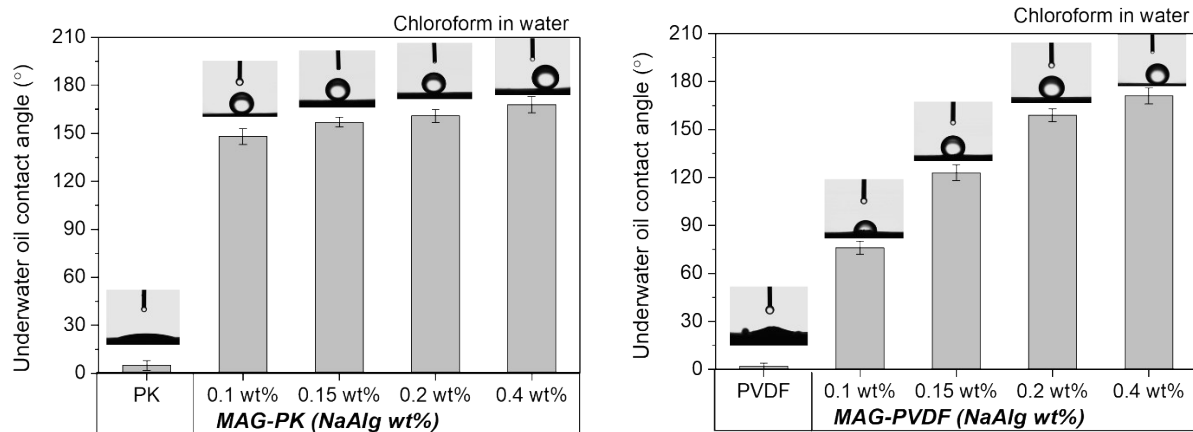 Chloroform in water
Underwater oil contact angle (°)
210
180
150
120
90
60
30
0
PK
0.1 wt%
0.15 wt%
0.2 wt%
0.4 wt%
MAG-PK (NaAlg wt%)
Chloroform in water
Underwater oil contact angle (°)
210
180
150
120
90
60
30
0
PVDF
0.1 wt%
0.15 wt%
0.2 wt%
0.4 wt%
MAG-PVDF (NaAlg wt%)